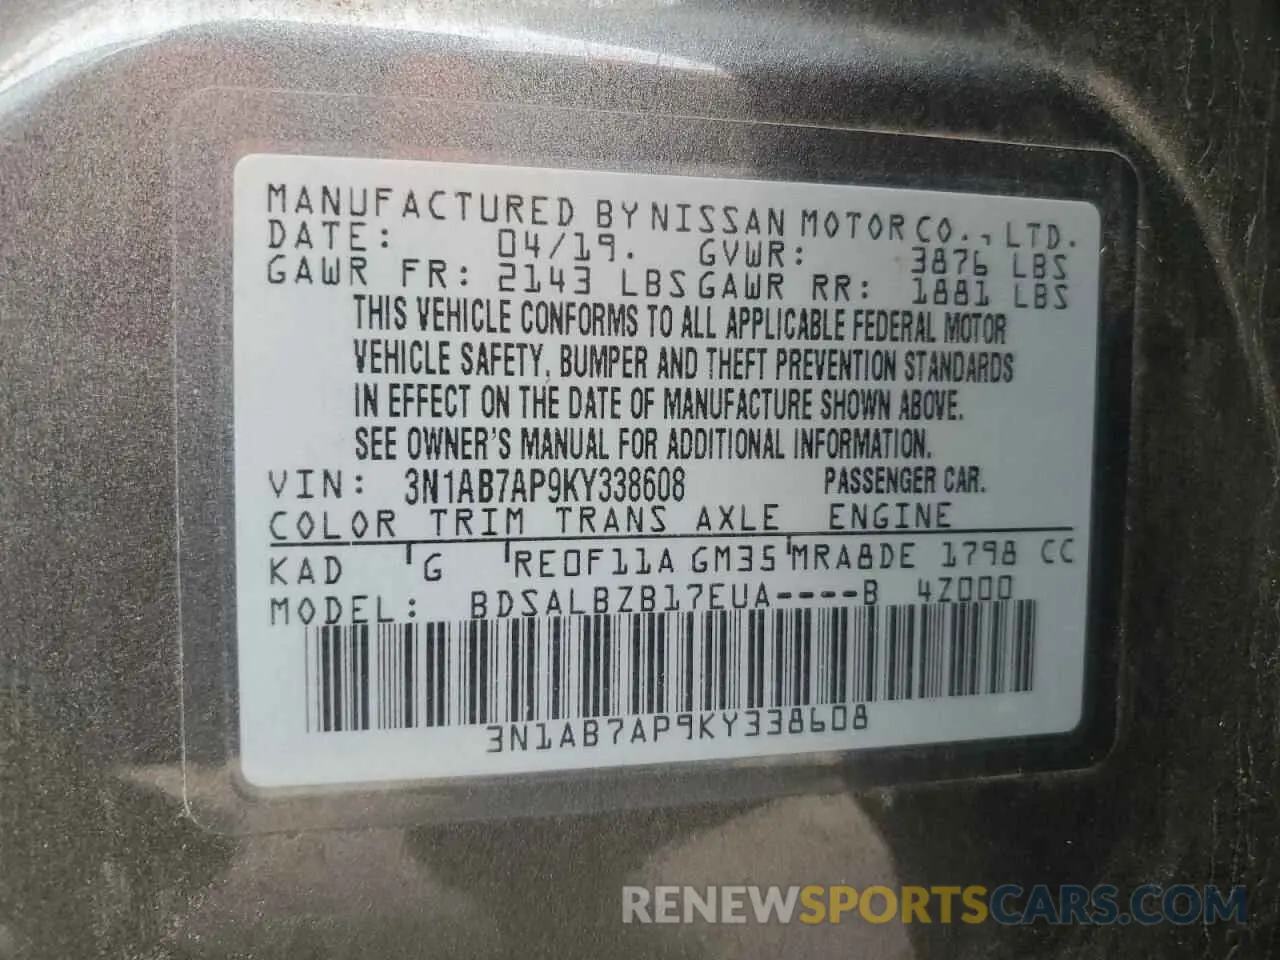 MANUFACTURED BY NISSAN MOTOR CO., LTD.
DATE: 04/19. GVWR: 3876 LBS
GAWR FR: 2143 LBS GAWR RR: 1881 LBS
THIS VEHICLE CONFORMS TO ALL APPLICABLE FEDERAL MOTOR
VEHICLE SAFETY, BUMPER AND THEFT PREVENTION STANDARDS
IN EFFECT ON THE DATE OF MANUFACTURE SHOWN ABOVE.
SEE OWNER'S MANUAL FOR ADDITIONAL INFORMATION.
VIN: 3N1AB7AP9KY338608 PASSENGER CAR.
COLOR TRIM TRANS AXLE ENGINE
KAD G RE0F11A GM35 MRA8DE 1798 CC
MODEL: BDSALBZB17EUA----B 4Z000
3N1AB7AP9KY338608
RENEWSPORTSCARS.COM